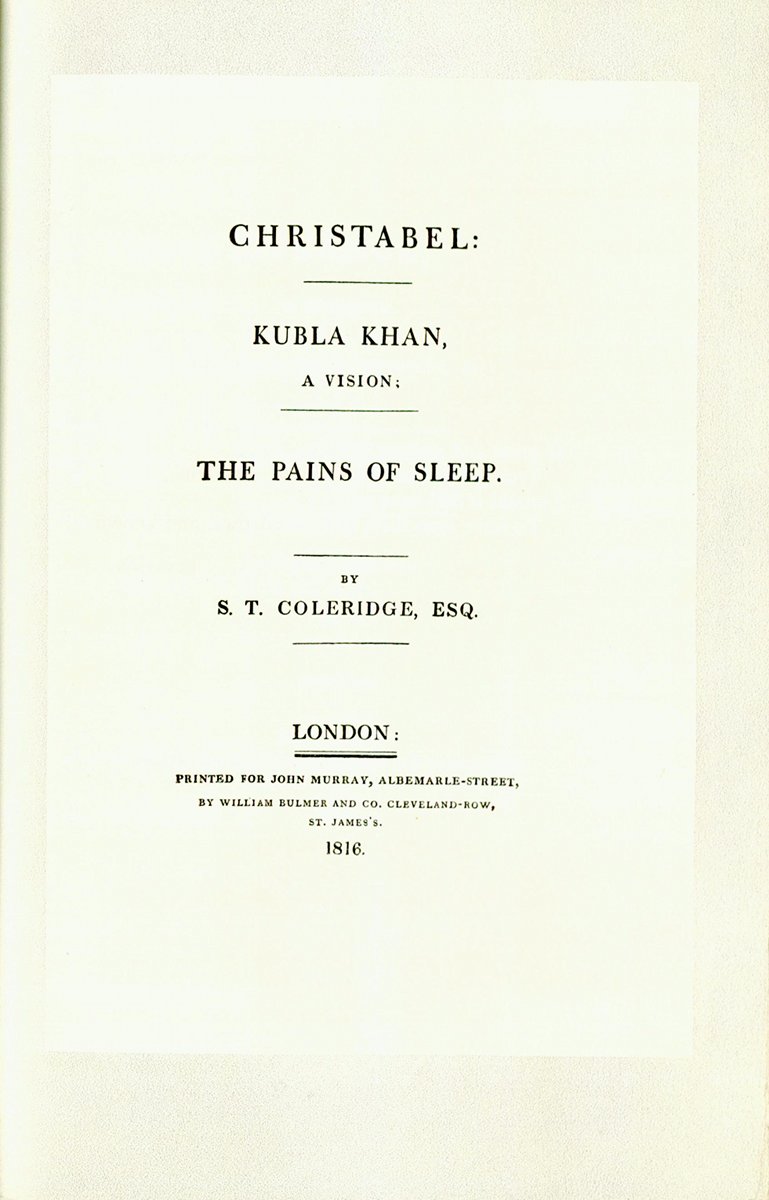 CHRISTABEL:
KUBLA KHAN,
A VISION;
THE PAINS OF SLEEP.
BY
S. T. COLERIDGE, ESQ.
LONDON:
PRINTED FOR JOHN MURRAY, ALBEMARLE-STREET,
BY WILLIAM BULMER AND CO. CLEVELAND-ROW,
ST. JAMES'S.
1816.